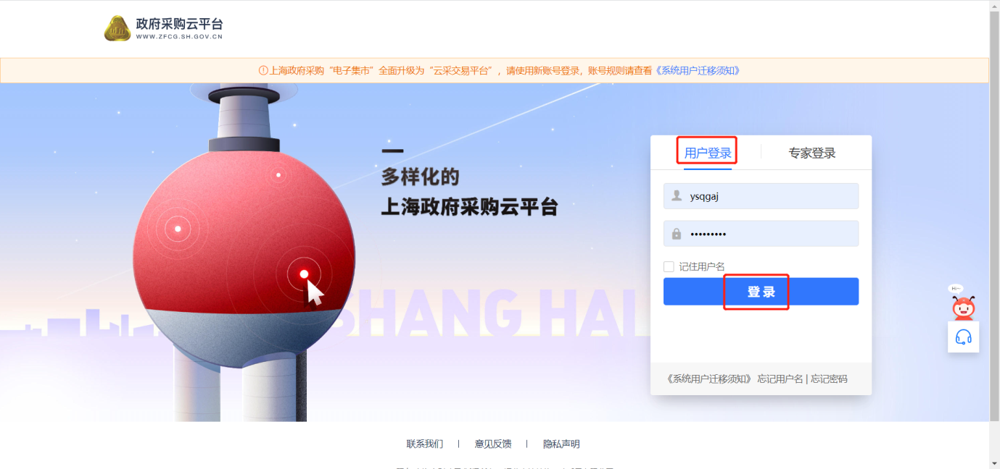 政府采购云平台
WWW.ZFCG.SH.GOV.CN
上海政府采购“电子集市”全面升级为“云采交易平台”，请使用新账号登录，账号规则请查看《系统用户迁移须知》
多样化的
上海政府采购云平台
SHANG HAI
用户登录 专家登录
ysqgaj
•••••••••
记住用户名
登录
《系统用户迁移须知》 忘记用户名 | 忘记密码
Hi~
联系我们 | 意见反馈 | 隐私声明